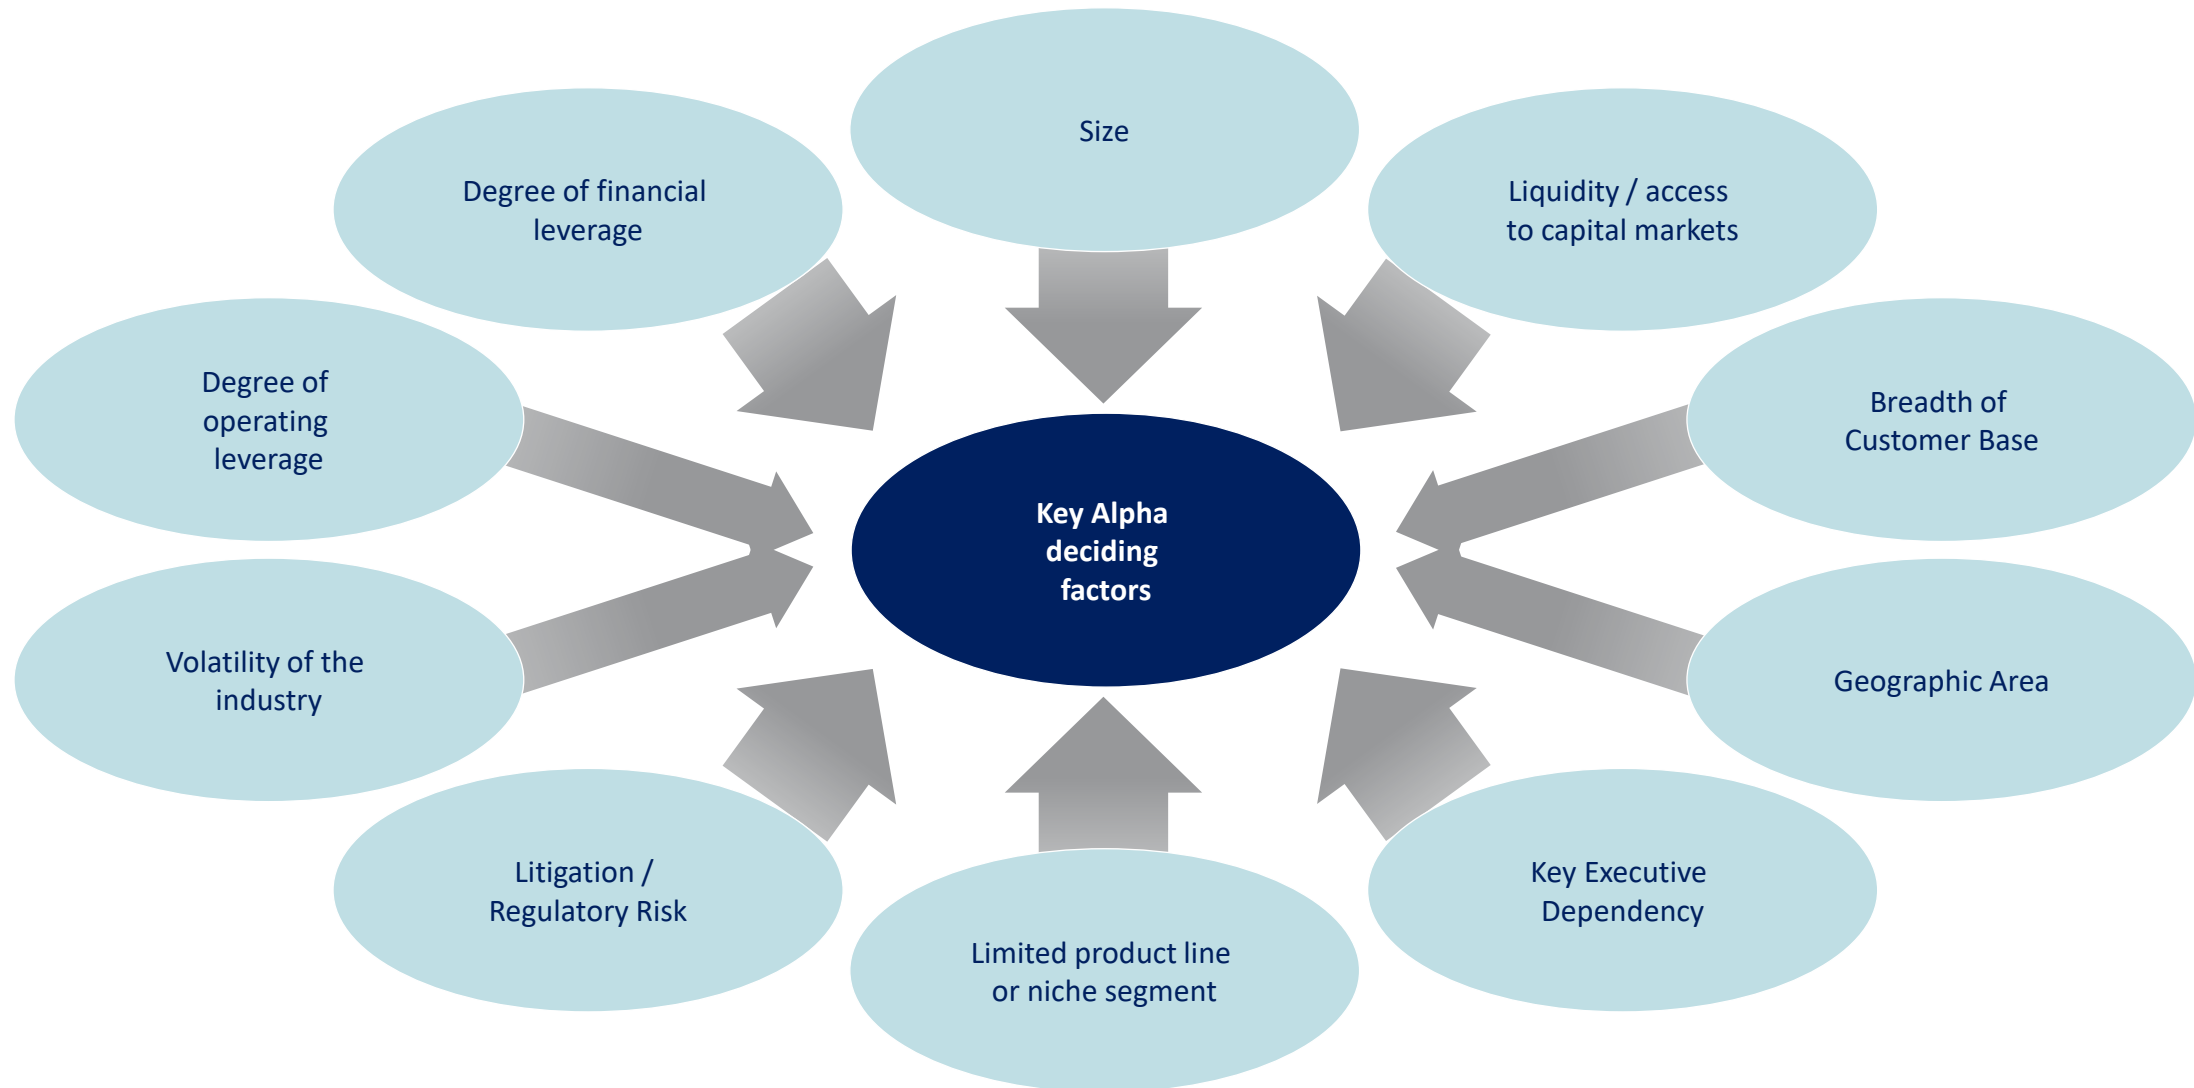 Size
Degree of financial
leverage
Liquidity / access
to capital markets
Degree of
operating
leverage
Breadth of
Customer Base
Key Alpha
deciding
factors
Volatility of the
industry
Geographic Area
Litigation /
Regulatory Risk
Key Executive
Dependency
Limited product line
or niche segment